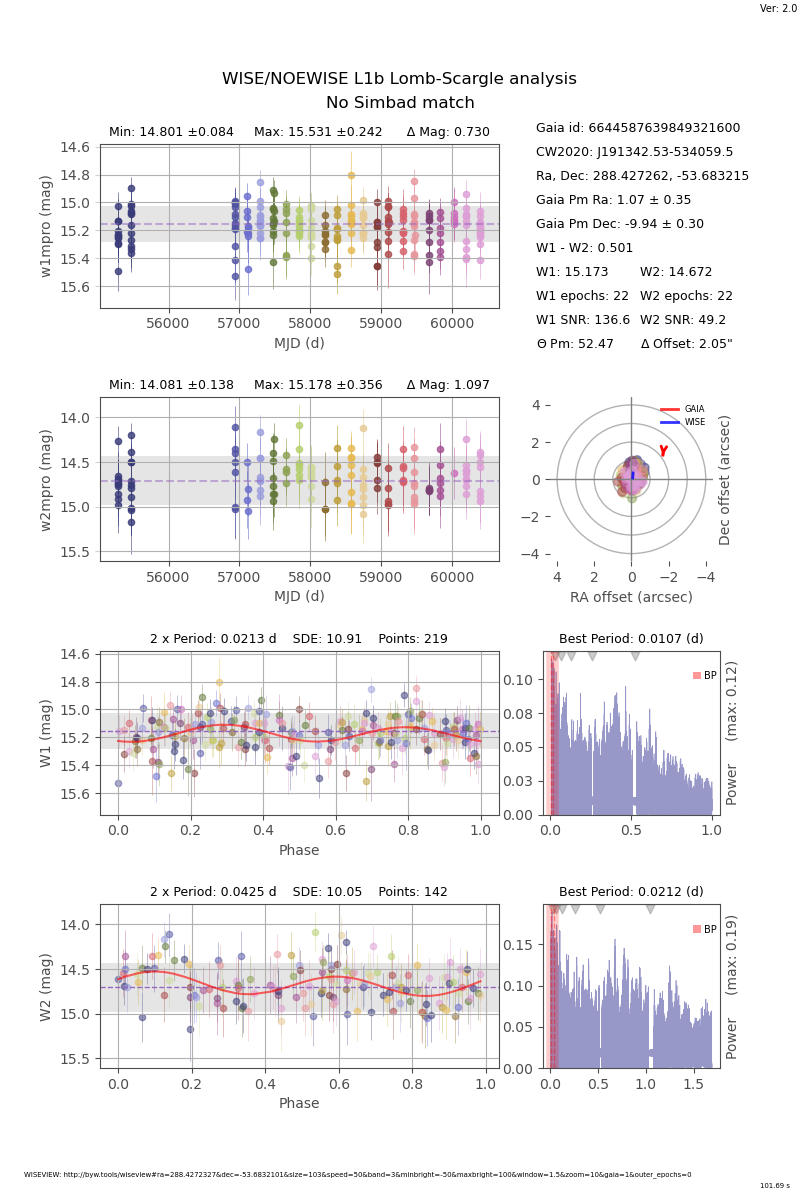 Ver: 2.0
WISE/NOEWISE L1b Lomb-Scargle analysis
No Simbad match
Min: 14.801 ±0.084 Max: 15.531 ±0.242 Δ Mag: 0.730
14.6
14.8
15.0
15.2
15.4
15.6
w1mpro (mag)
56000 57000 58000 59000 60000
MJD (d)
Gaia id: 6644587639849321600
CW2020: J191342.53-534059.5
Ra, Dec: 288.427262, -53.683215
Gaia Pm Ra: 1.07 ± 0.35
Gaia Pm Dec: -9.94 ± 0.30
W1 - W2: 0.501
W1: 15.173 W2: 14.672
W1 epochs: 22 W2 epochs: 22
W1 SNR: 136.6 W2 SNR: 49.2
Θ Pm: 52.47 Δ Offset: 2.05"
Min: 14.081 ±0.138 Max: 15.178 ±0.356 Δ Mag: 1.097
14.0
14.5
15.0
15.5
w2mpro (mag)
56000 57000 58000 59000 60000
MJD (d)
GAIA
WISE
4
2
0
−2
−4
4 2 0 −2 −4
RA offset (arcsec)
Dec offset (arcsec)
2 x Period: 0.0213 d SDE: 10.91 Points: 219
14.6
14.8
15.0
15.2
15.4
15.6
W1 (mag)
0.0 0.2 0.4 0.6 0.8 1.0
Phase
Best Period: 0.0107 (d)
BP
0.10
0.08
0.05
0.03
0.00
0.0 0.5 1.0
Power (max: 0.12)
2 x Period: 0.0425 d SDE: 10.05 Points: 142
14.0
14.5
15.0
15.5
W2 (mag)
0.0 0.2 0.4 0.6 0.8 1.0
Phase
Best Period: 0.0212 (d)
BP
0.15
0.10
0.05
0.00
0.0 0.5 1.0 1.5
Power (max: 0.19)
WISEVIEW: http://byw.tools/wiseview#ra=288.4272327&dec=-53.6832101&size=103&speed=50&band=3&minbright=-50&maxbright=100&window=1.5&zoom=10&gaia=1&outer_epochs=0
101.69 s